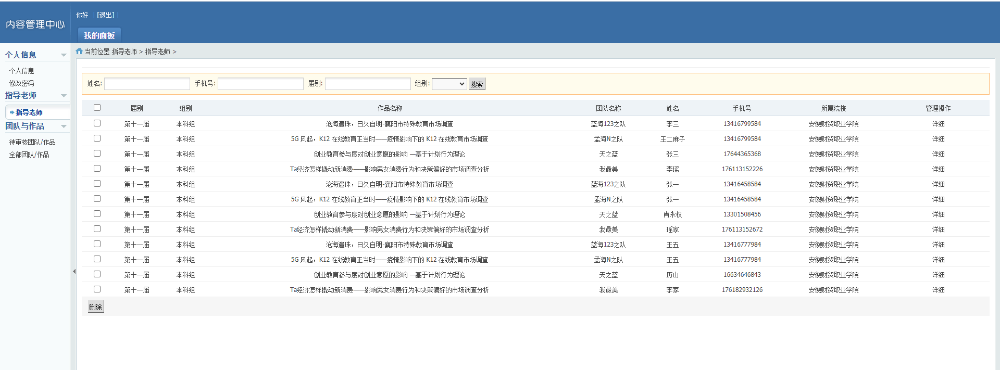 内容管理中心
你好 [退出]
我的面板
个人信息
个人信息
修改密码
指导老师
指导老师
团队与作品
待审核团队/作品
全部团队/作品
当前位置 指导老师 > 指导老师 >
姓名: 手机号: 届别: 组别: 搜索
届别 组别 作品名称 团队名称 姓名 手机号 所属院校 管理操作
第十一届 本科组 沧海遗珠，日久自明-襄阳市特殊教育市场调查 蓝海123之队 李三 13416799584 安徽财贸职业学院 详细
第十一届 本科组 5G 风起，K12 在线教育正当时——疫情影响下的 K12 在线教育市场调查 孟海N之队 王二麻子 13416799584 安徽财贸职业学院 详细
第十一届 本科组 创业教育参与度对创业意愿的影响 —基于计划行为理论 天之蓝 张三 17644365368 安徽财贸职业学院 详细
第十一届 本科组 Ta经济怎样撬动新消费——影响男女消费行为和决策偏好的市场调查分析 我最美 李瑶 176113152226 安徽财贸职业学院 详细
第十一届 本科组 沧海遗珠，日久自明-襄阳市特殊教育市场调查 蓝海123之队 张一 13416458584 安徽财贸职业学院 详细
第十一届 本科组 5G 风起，K12 在线教育正当时——疫情影响下的 K12 在线教育市场调查 孟海N之队 张一 13416458584 安徽财贸职业学院 详细
第十一届 本科组 创业教育参与度对创业意愿的影响 —基于计划行为理论 天之蓝 肖永权 13301508456 安徽财贸职业学院 详细
第十一届 本科组 Ta经济怎样撬动新消费——影响男女消费行为和决策偏好的市场调查分析 我最美 瑶家 176113152672 安徽财贸职业学院 详细
第十一届 本科组 沧海遗珠，日久自明-襄阳市特殊教育市场调查 蓝海123之队 王五 13416777984 安徽财贸职业学院 详细
第十一届 本科组 5G 风起，K12 在线教育正当时——疫情影响下的 K12 在线教育市场调查 孟海N之队 王五 13416777984 安徽财贸职业学院 详细
第十一届 本科组 创业教育参与度对创业意愿的影响 —基于计划行为理论 天之蓝 历山 16634646843 安徽财贸职业学院 详细
第十一届 本科组 Ta经济怎样撬动新消费——影响男女消费行为和决策偏好的市场调查分析 我最美 李家 176182932126 安徽财贸职业学院 详细
删除